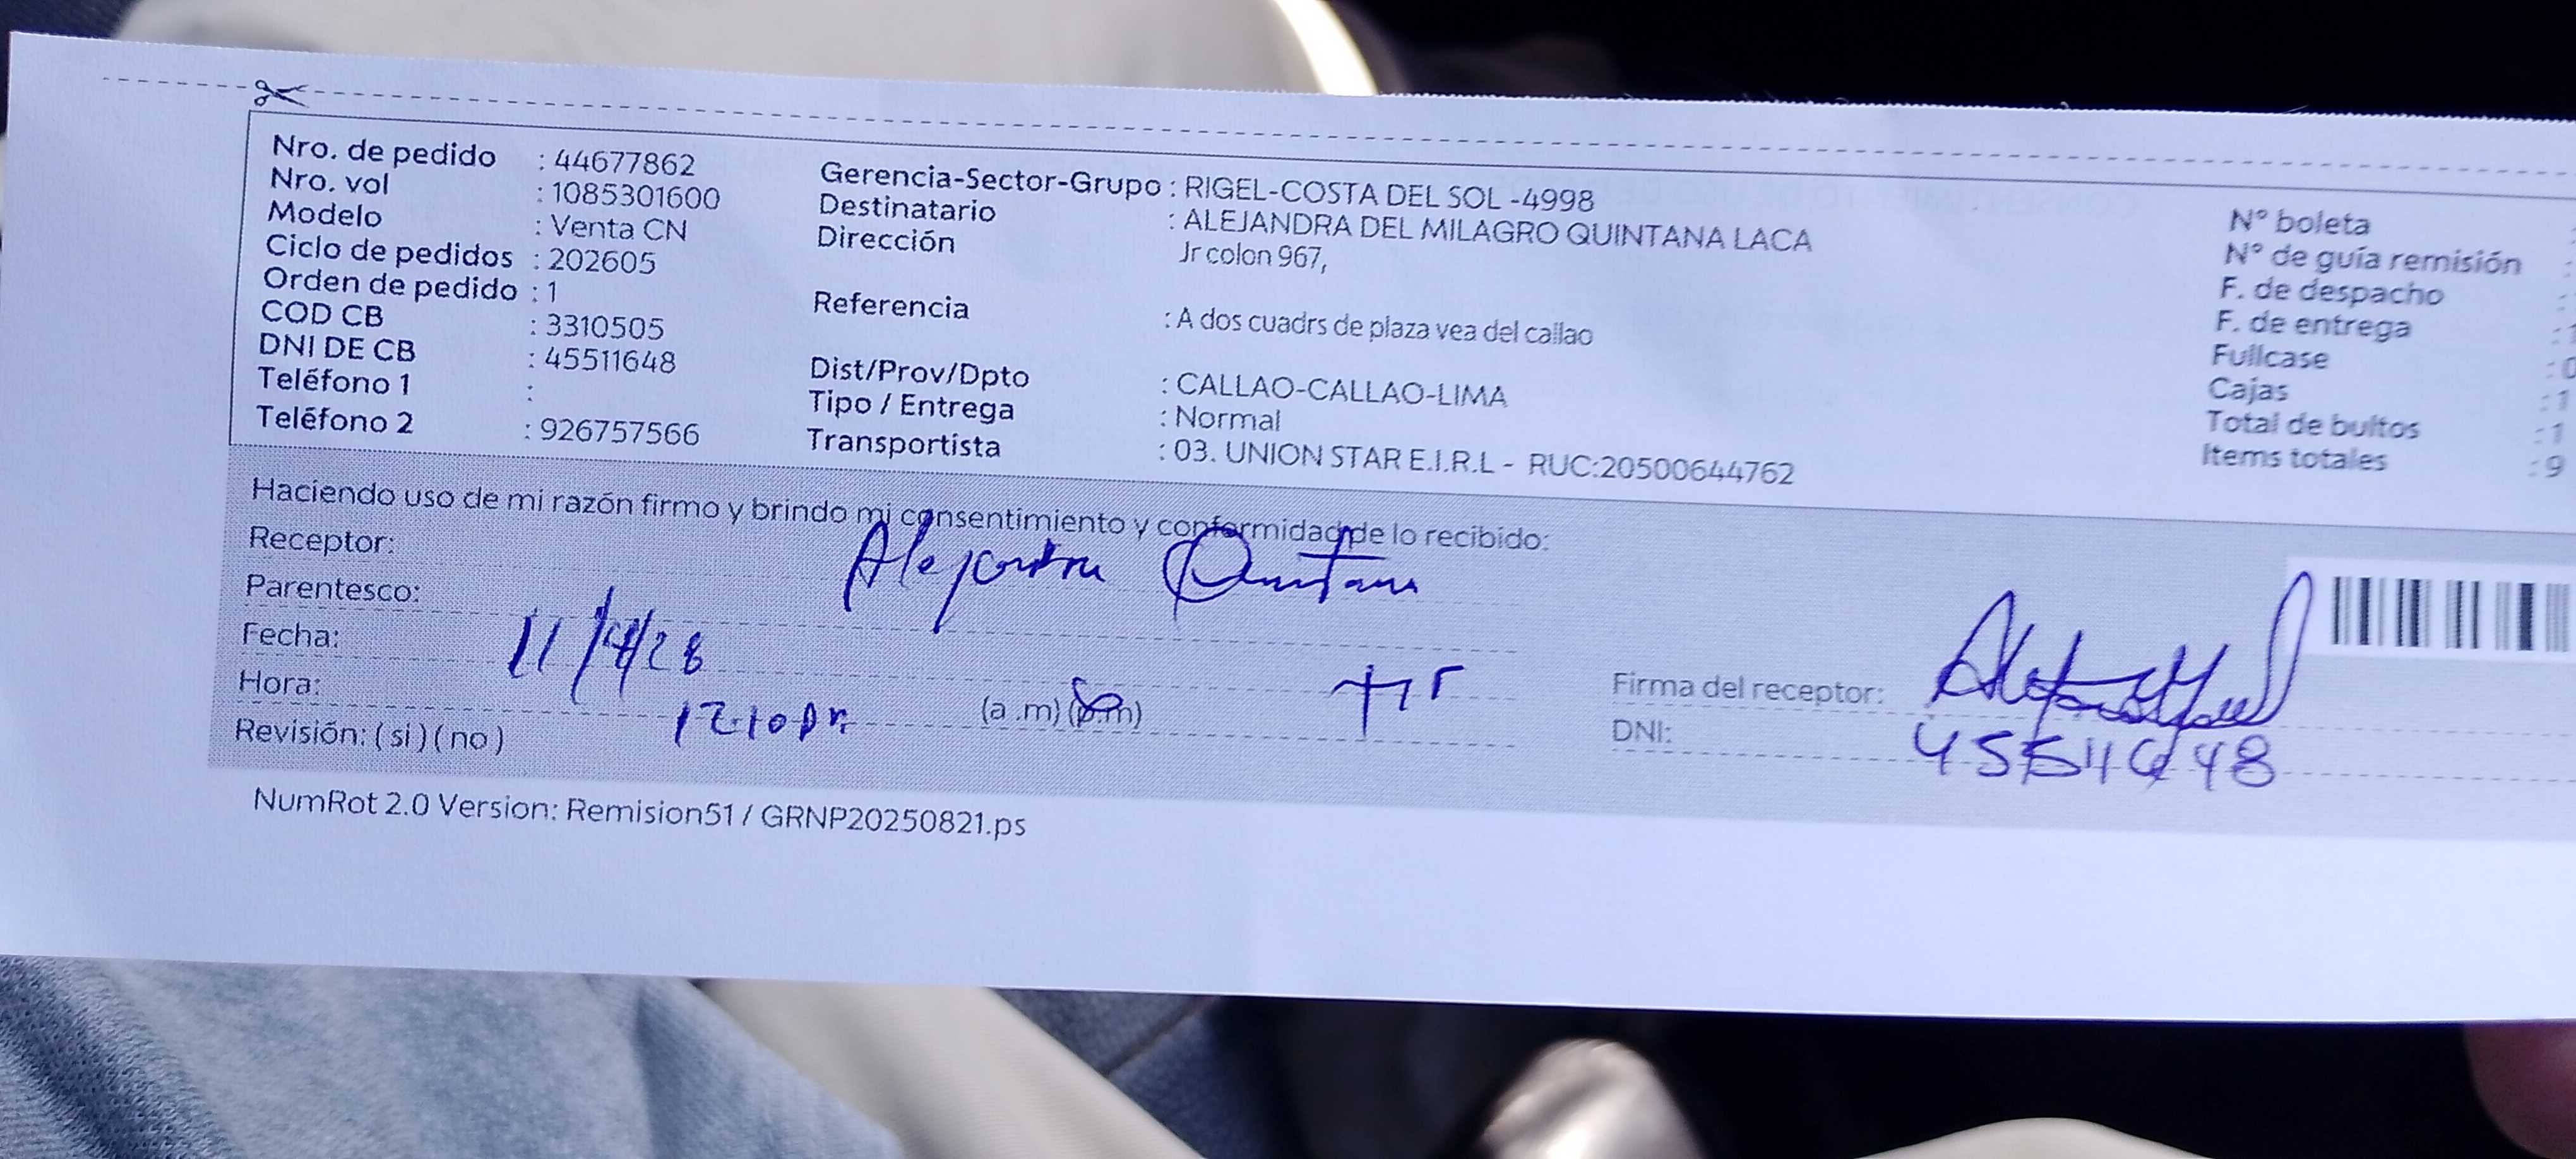 Nro. de pedido : 44677862
Nro. vol : 1085301600
Modelo : Venta CN
Ciclo de pedidos : 202605
Orden de pedido : 1
COD CB : 3310505
DNI DE CB : 45511648
Teléfono 1 :
Teléfono 2 : 926757566
Gerencia-Sector-Grupo : RIGEL-COSTA DEL SOL -4998
Destinatario : ALEJANDRA DEL MILAGRO QUINTANA LACA
Dirección Jr colon 967,
Referencia : A dos cuadrs de plaza vea del callao
Dist/Prov/Dpto : CALLAO-CALLAO-LIMA
Tipo / Entrega : Normal
Transportista : 03. UNION STAR E.I.R.L - RUC:20500644762
N° boleta :
N° de guía remisión :
F. de despacho :
F. de entrega :
Fullcase : 0
Cajas : 1
Total de bultos : 1
Items totales : 9
Haciendo uso de mi razón firmo y brindo mi consentimiento y conformidad de lo recibido:
Receptor: Alejandra Quintana
Parentesco:
Fecha: 11/4/26
Hora: 12:10 pm (a .m) (p.m)
Revisión: ( si ) ( no )
Firma del receptor:
DNI:
NumRot 2.0 Version: Remision51 / GRNP20250821.ps